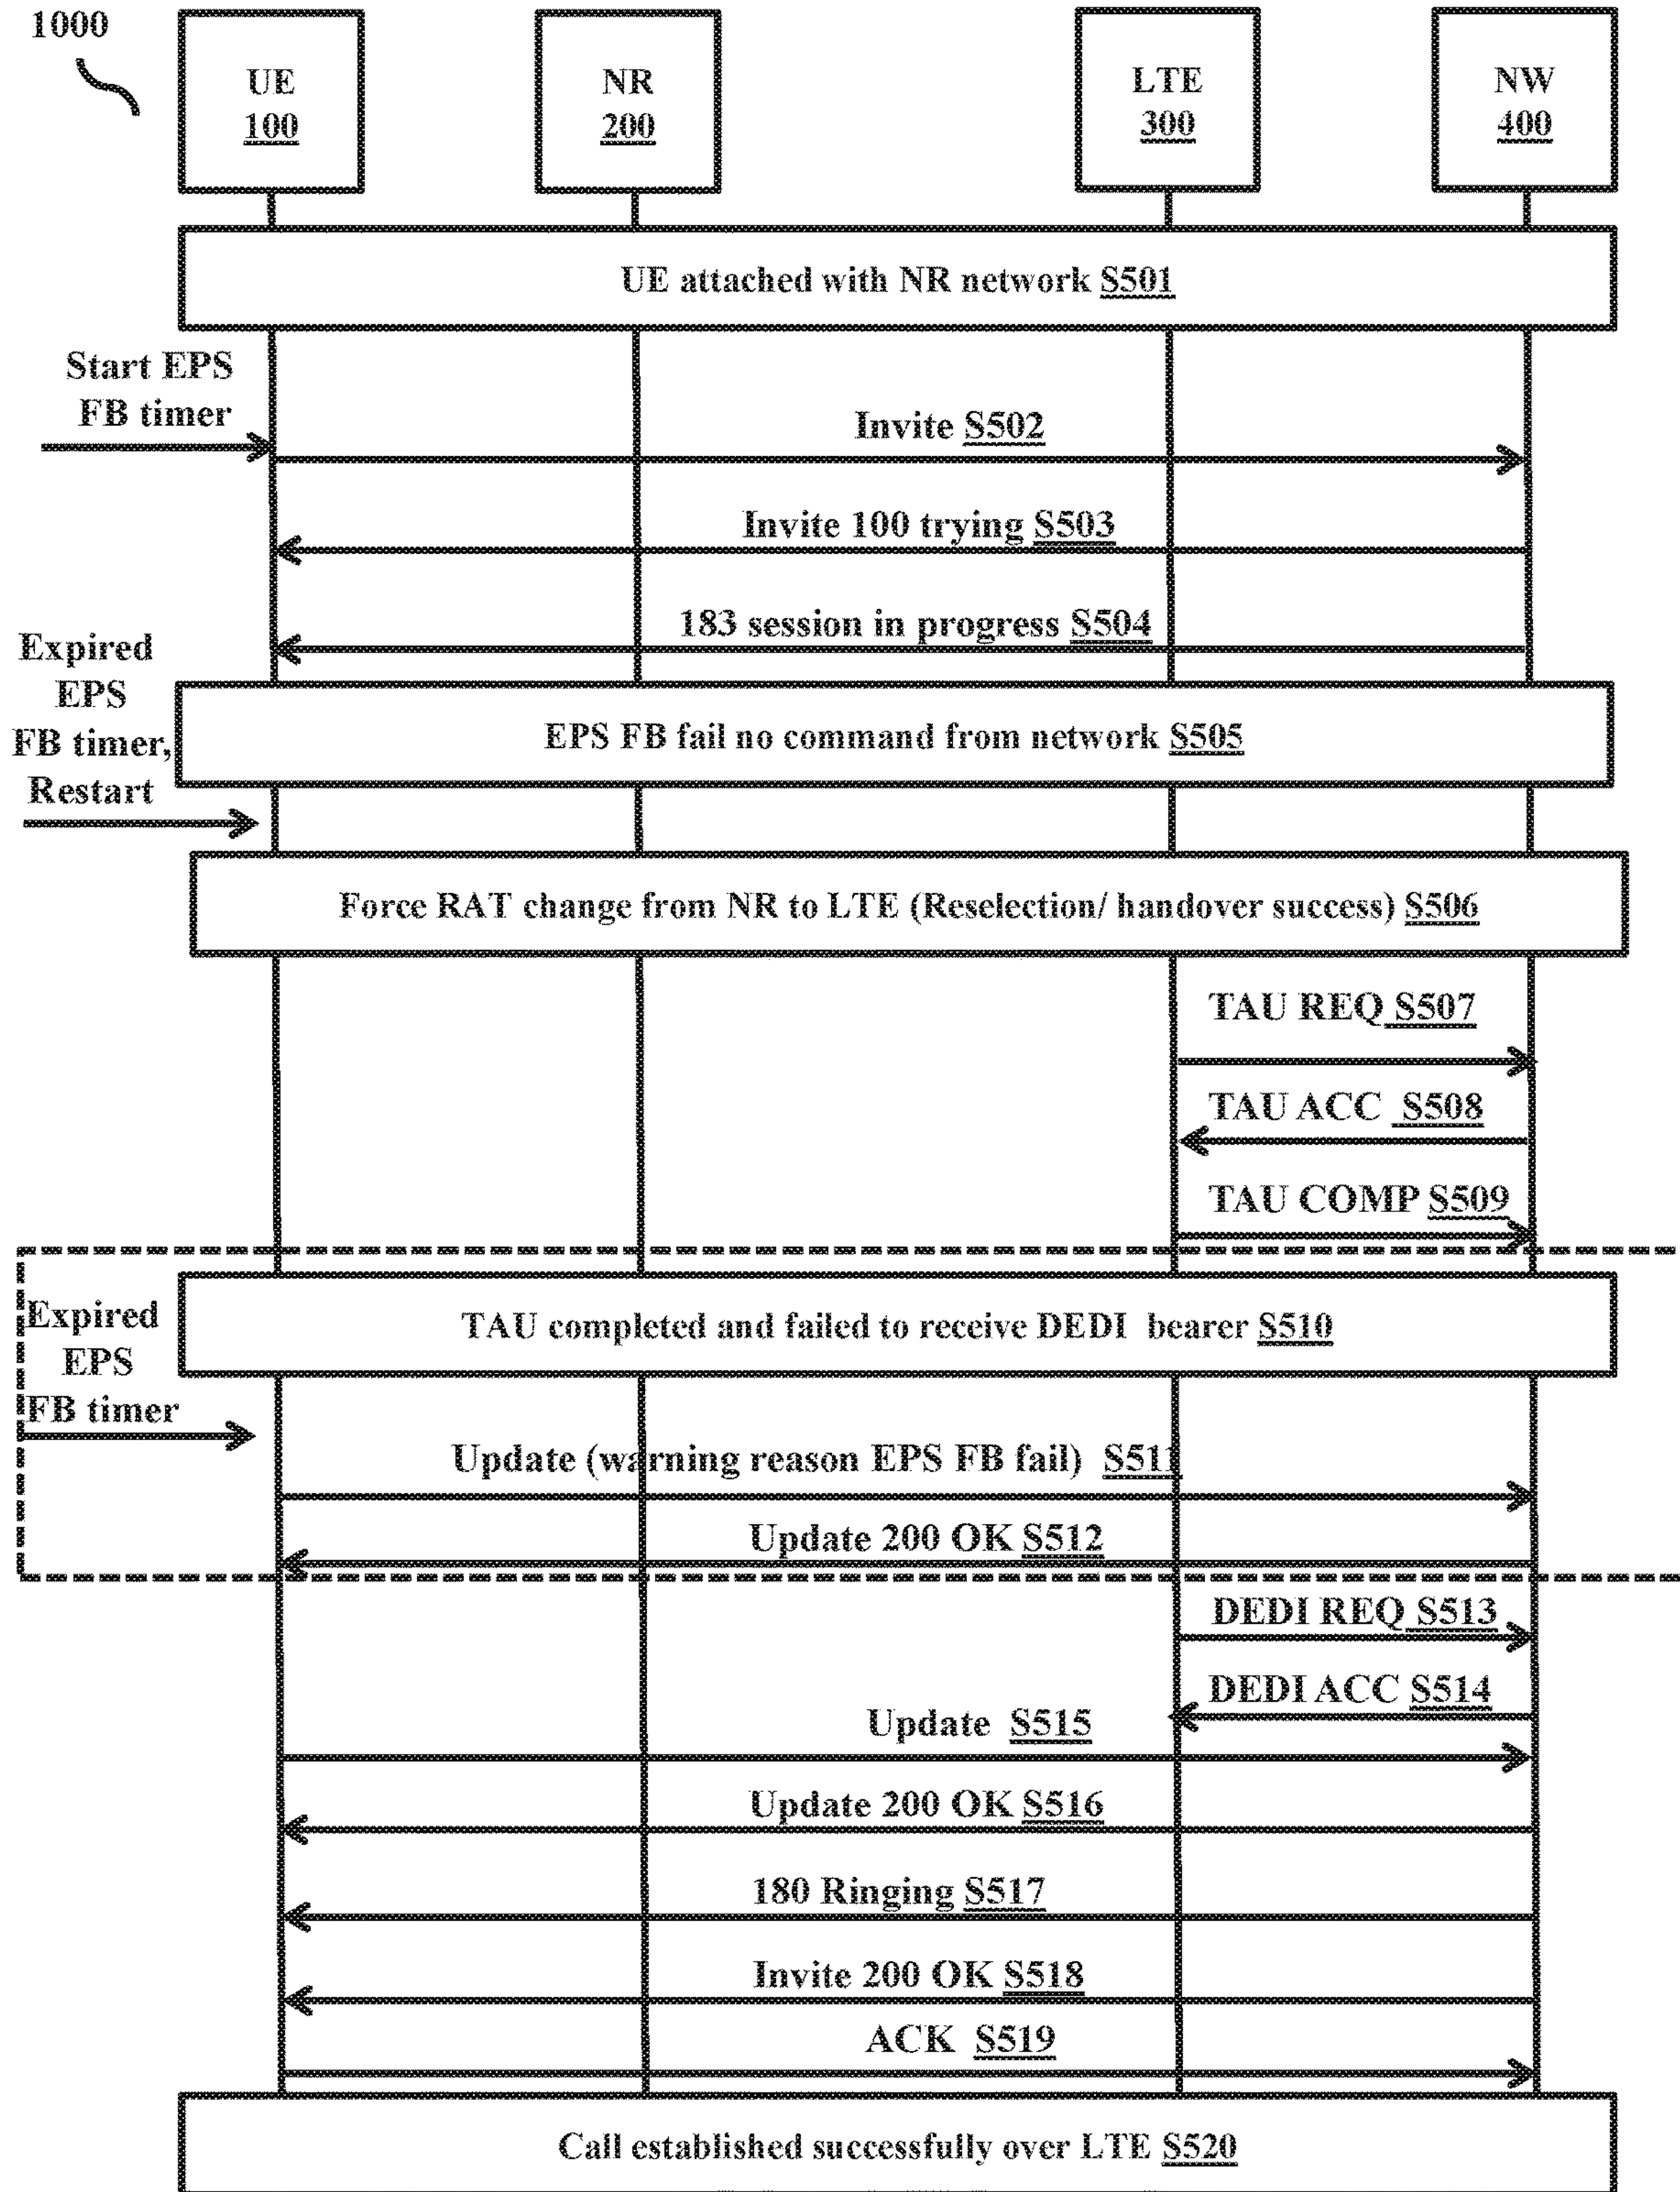 1000
UE
100
NR
200
LTE
300
NW
400
UE attached with NR network S501
Start EPS
FB timer
Invite S502
Invite 100 trying S503
183 session in progress S504
Expired
EPS
FB timer,
Restart
EPS FB fail no command from network S505
Force RAT change from NR to LTE (Reselection/ handover success) S506
TAU REQ S507
TAU ACC S508
TAU COMP S509
TAU completed and failed to receive DEDI bearer S510
Expired
EPS
FB timer
Update (warning reason EPS FB fail) S511
Update 200 OK S512
DEDI REQ S513
DEDI ACC S514
Update S515
Update 200 OK S516
180 Ringing S517
Invite 200 OK S518
ACK S519
Call established successfully over LTE S520